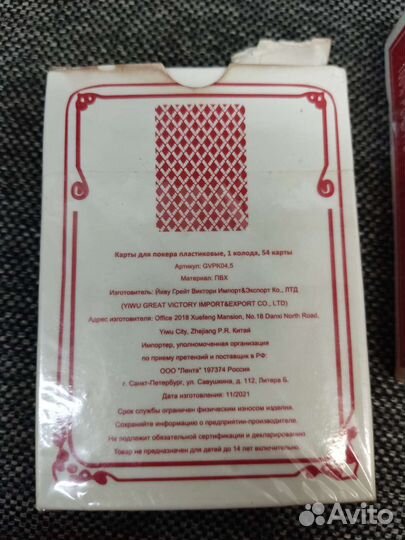 Карты для покера пластиковые, 1 колода, 54 карты
Артикул: GVPK04,5
Материал: ПВХ
Изготовитель: Йиву Грейт Виктори Импорт&Экспорт Ко., ЛТД
(YIWU GREAT VICTORY IMPORT&EXPORT CO., LTD)
Адрес изготовителя: Office 2018 Xuefeng Mansion, No.18 Danxi North Road,
Yiwu City, Zhejiang P.R. Китай
Импортер, уполномоченная организация
по приему претензий и поставщик в РФ:
ООО "Лента" 197374 Россия
г. Санкт-Петербург, ул. Савушкина, д. 112, Литера Б.
Дата изготовления: 11/2021
Срок службы ограничен физическим износом изделия.
Сохраняйте информацию о предприятии-производителе.
Не подлежит обязательной сертификации и декларированию
Товар не предназначен для детей до 14 лет включительно.
Avito